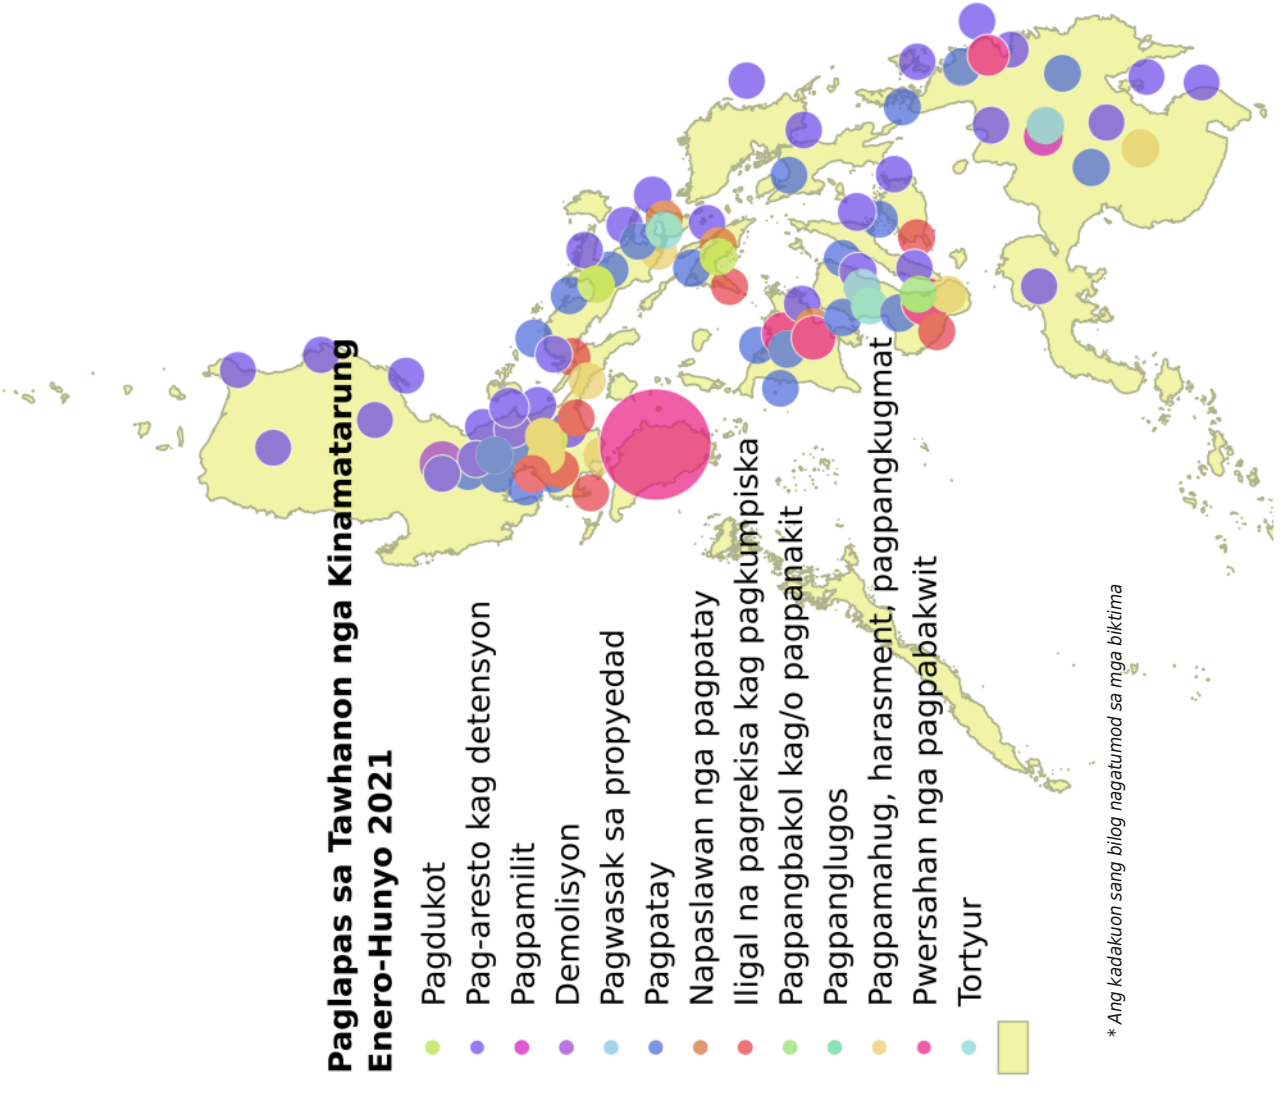 Paglapas sa Tawhanon nga Kinamatarung
Enero-Hunyo 2021
Pagdukot
Pag-aresto kag detensyon
Pagpamilit
Demolisyon
Pagwasak sa propyedad
Pagpatay
Napaslawan nga pagpatay
Iligal na pagrekisa kag pagkumpiska
Pagpangbakol kag/o pagpanakit
Pagpanglugos
Pagpamahug, harasment, pagpangkugmat
Pwersahan nga pagpabakwit
Tortyur
* Ang kadakuon sang bilog nagatumod sa mga biktima